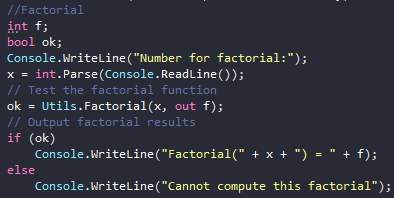 //Factorial
int f;
bool ok;
Console.WriteLine("Number for factorial:");
x = int.Parse(Console.ReadLine());
// Test the factorial function
ok = Utils.Factorial(x, out f);
// Output factorial results
if (ok)
    Console.WriteLine("Factorial(" + x + ") = " + f);
else
    Console.WriteLine("Cannot compute this factorial");